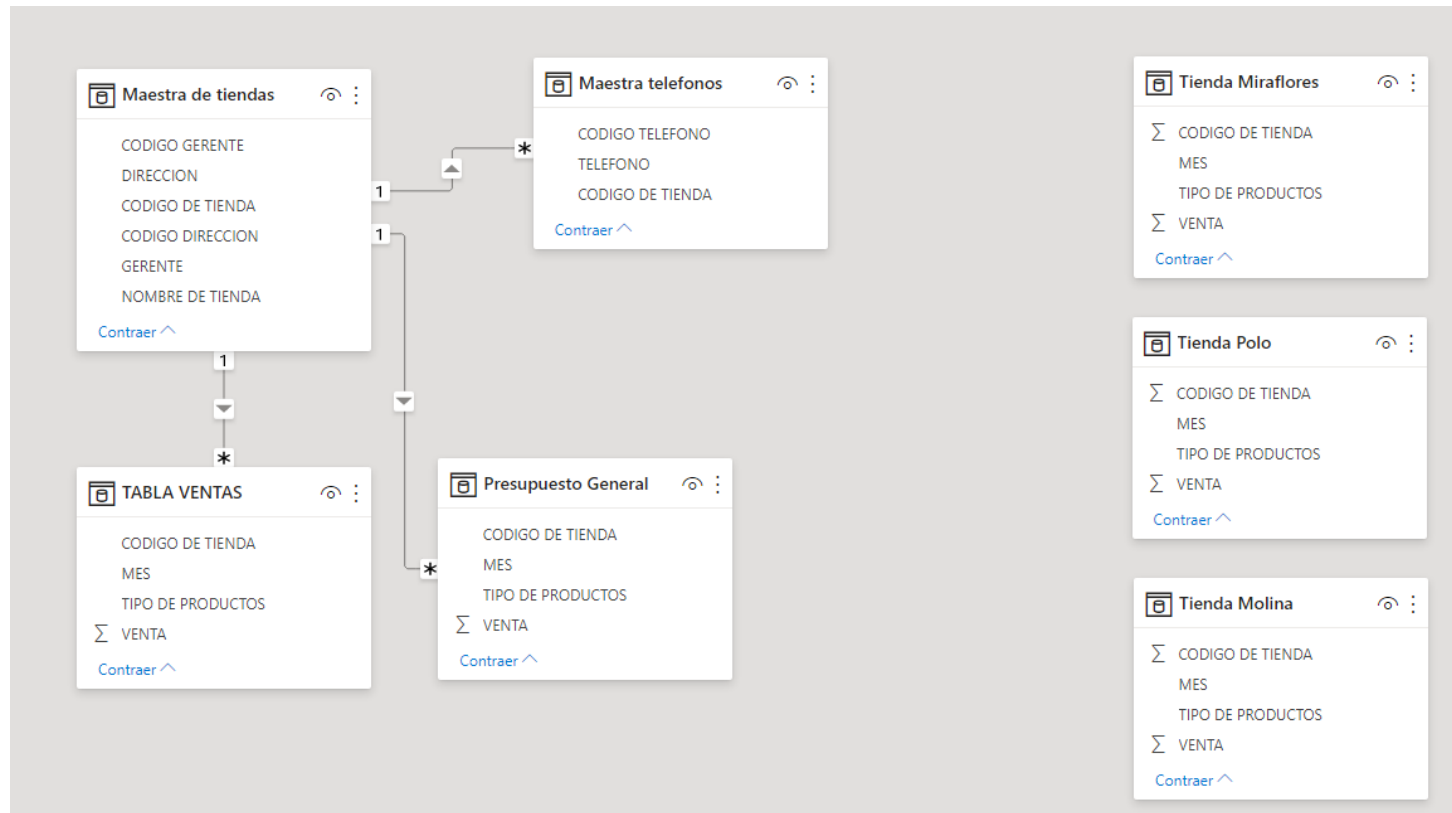 Maestra de tiendas
CODIGO GERENTE
DIRECCION
CODIGO DE TIENDA
CODIGO DIRECCION
GERENTE
NOMBRE DE TIENDA
Contraer
1
*
1
1
*
Maestra telefonos
CODIGO TELEFONO
TELEFONO
CODIGO DE TIENDA
Contraer
TABLA VENTAS
CODIGO DE TIENDA
MES
TIPO DE PRODUCTOS
Σ VENTA
Contraer
*
Presupuesto General
CODIGO DE TIENDA
MES
TIPO DE PRODUCTOS
Σ VENTA
Contraer
Tienda Miraflores
Σ CODIGO DE TIENDA
MES
TIPO DE PRODUCTOS
Σ VENTA
Contraer
Tienda Polo
Σ CODIGO DE TIENDA
MES
TIPO DE PRODUCTOS
Σ VENTA
Contraer
Tienda Molina
Σ CODIGO DE TIENDA
MES
TIPO DE PRODUCTOS
Σ VENTA
Contraer